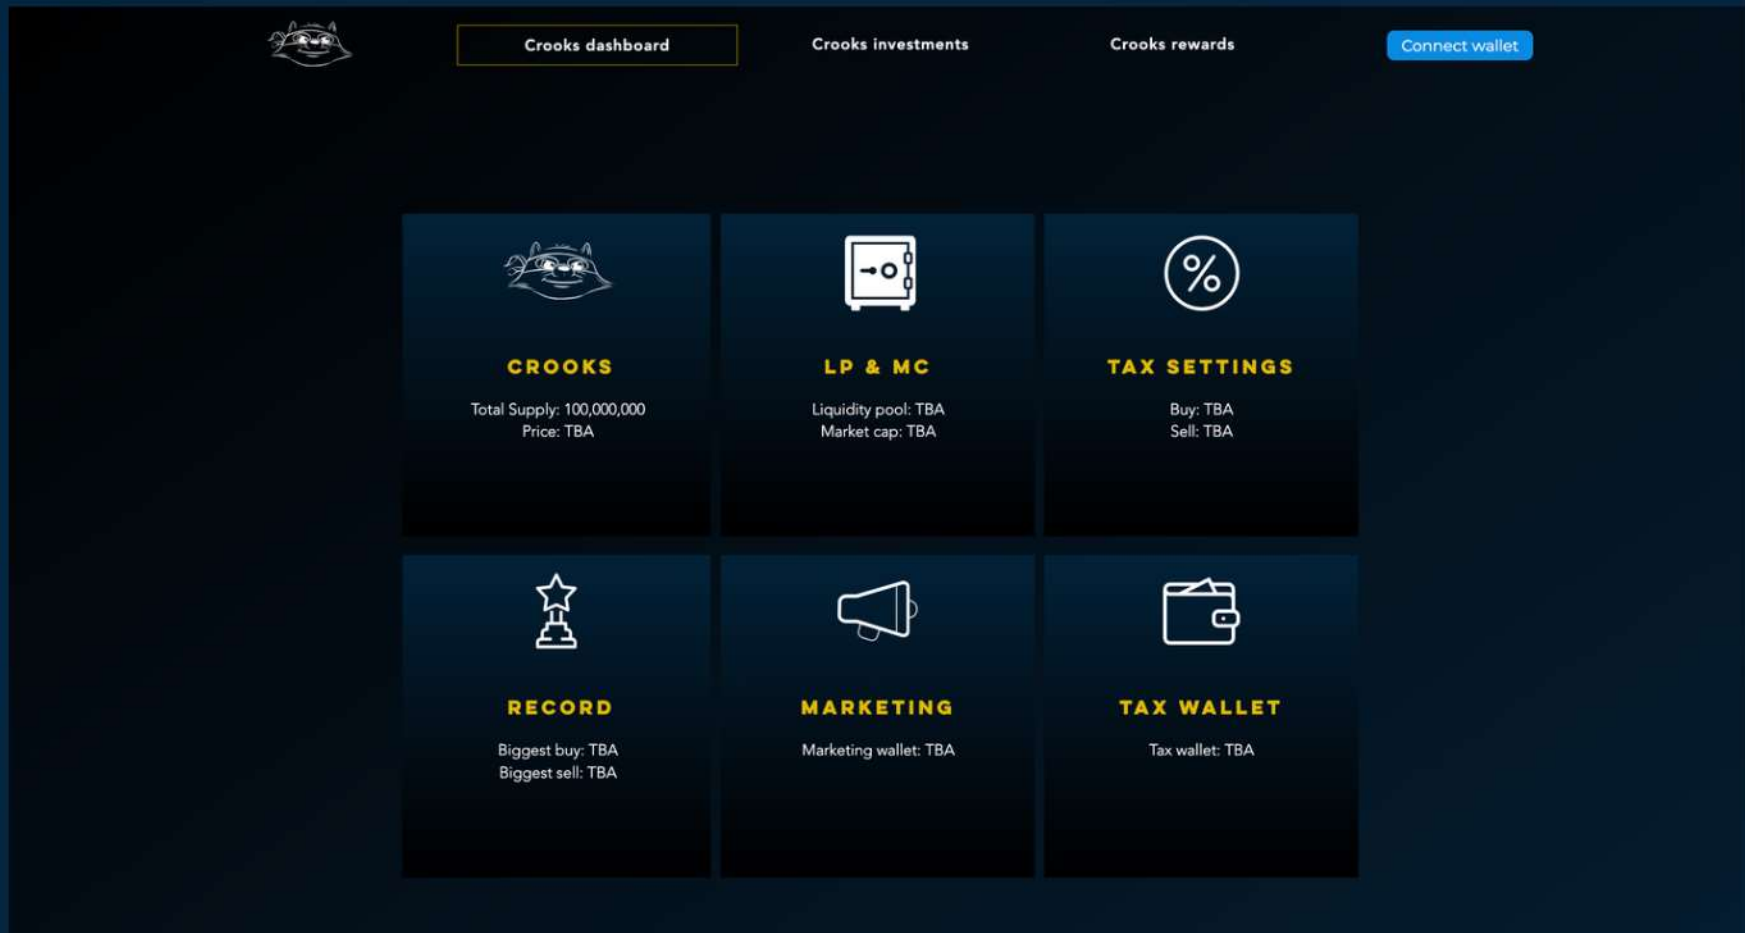 Crooks dashboard
Crooks investments
Crooks rewards
Connect wallet
CROOKS
Total Supply: 100,000,000
Price: TBA
LP & MC
Liquidity pool: TBA
Market cap: TBA
TAX SETTINGS
Buy: TBA
Sell: TBA
RECORD
Biggest buy: TBA
Biggest sell: TBA
MARKETING
Marketing wallet: TBA
TAX WALLET
Tax wallet: TBA